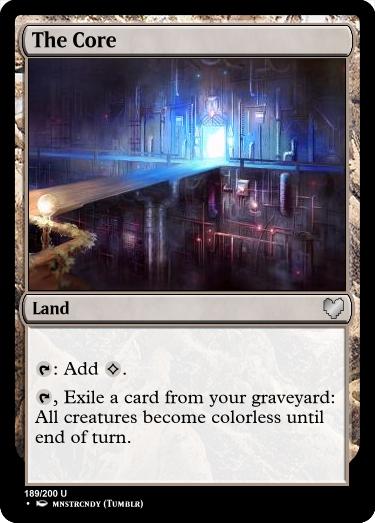 The Core
Land
: Add .
, Exile a card from your graveyard:
All creatures become colorless until
end of turn.
189/200 U
• MNSTRCNDY (TUMBLR)